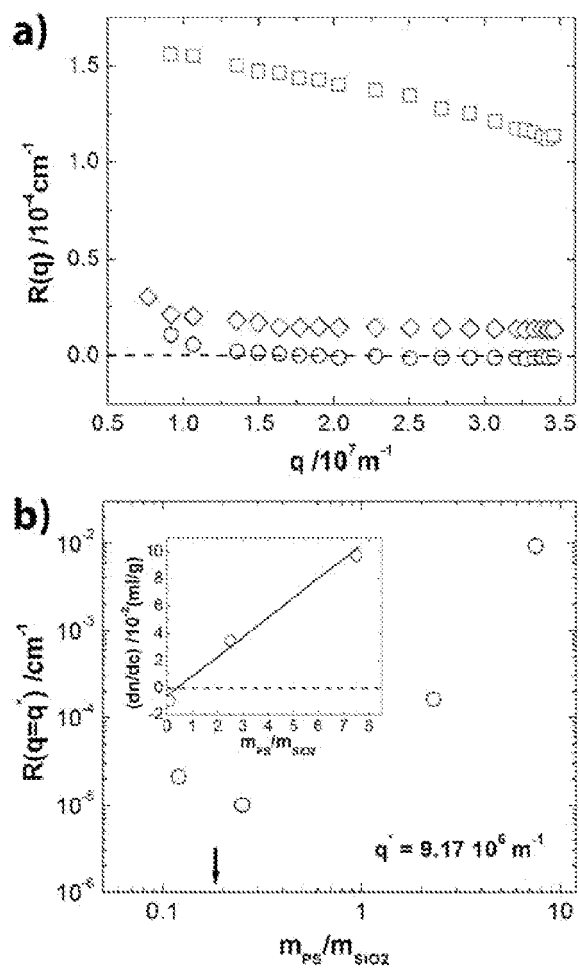 a)
1.5
1.0
0.5
0.0
R(q) /10⁻⁴cm⁻¹
0.5 1.0 1.5 2.0 2.5 3.0 3.5
q /10⁷m⁻¹
b)
10⁻²
10⁻³
10⁻⁴
10⁻⁵
10⁻⁶
R(q=q*) /cm⁻¹
10
8
6
4
2
0
-2
(dn/dc) /10⁻²(ml/g)
0 1 2 3 4 5 6 7 8
m_PS/m_SiO2
q* = 9.17 10⁶ m⁻¹
0.1 1 10
m_PS/m_SiO2